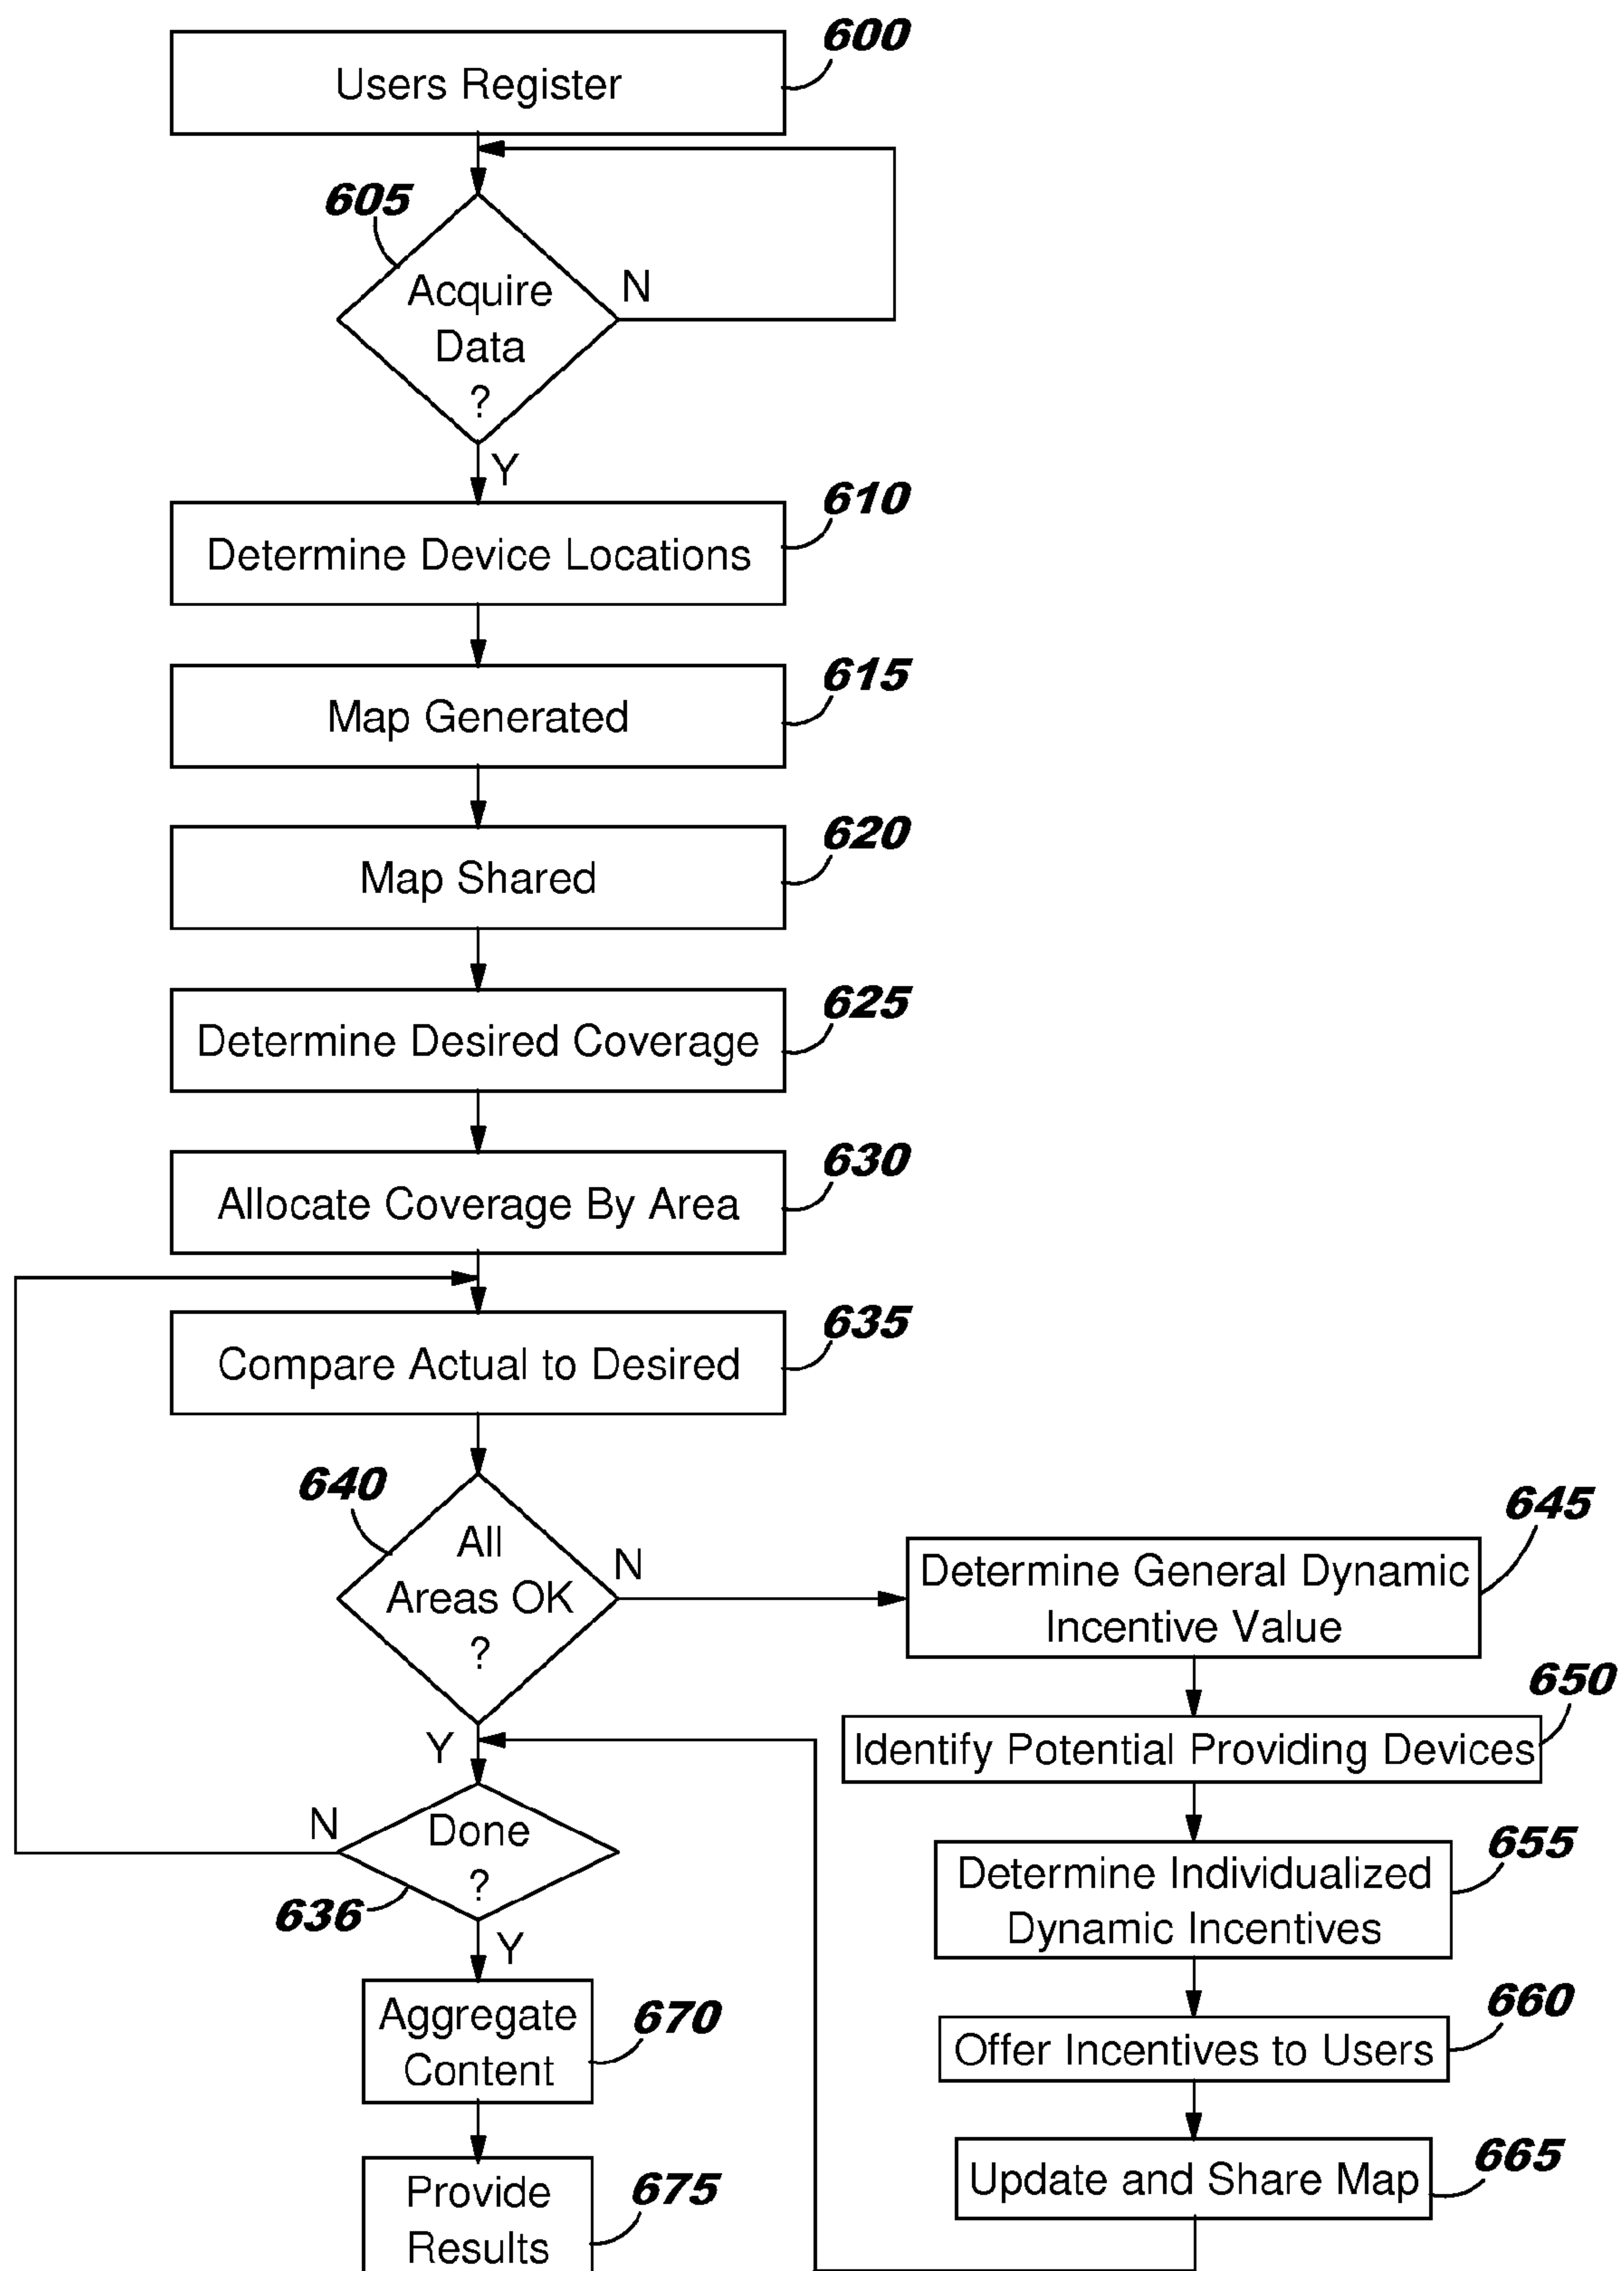 600
Users Register
605
Acquire
Data
?
N
Y
610
Determine Device Locations
615
Map Generated
620
Map Shared
625
Determine Desired Coverage
630
Allocate Coverage By Area
635
Compare Actual to Desired
640
All
Areas OK
?
N
Y
645
Determine General Dynamic
Incentive Value
650
Identify Potential Providing Devices
655
Determine Individualized
Dynamic Incentives
660
Offer Incentives to Users
665
Update and Share Map
N
Done
?
636
Y
Aggregate
Content
670
Provide
Results
675